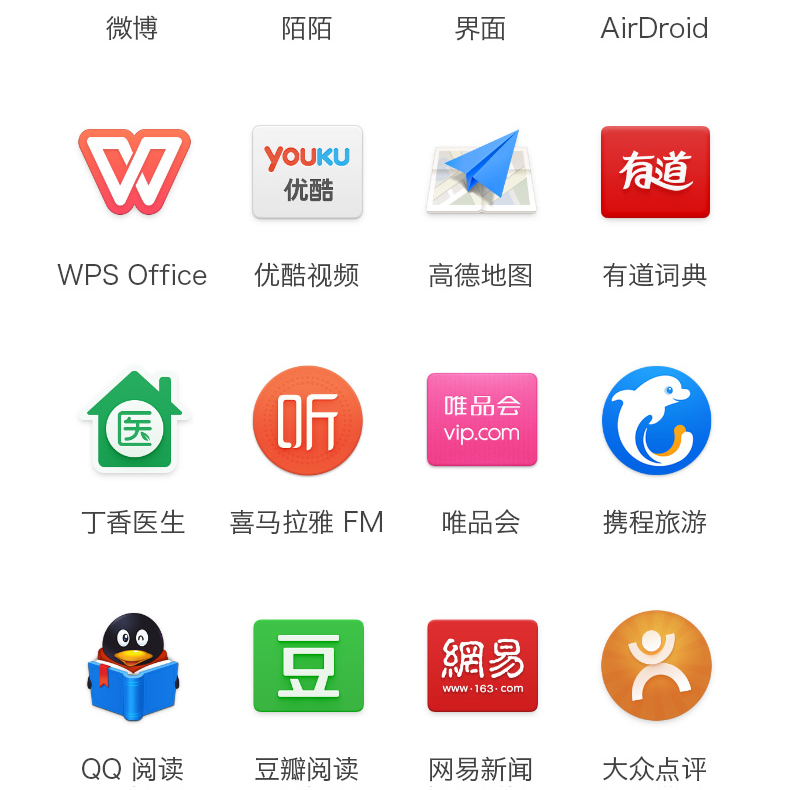 微博 陌陌 界面 AirDroid
YOUKU
优酷
有道
WPS Office 优酷视频 高德地图 有道词典
医
听
唯品会
vip.com
丁香医生 喜马拉雅 FM 唯品会 携程旅游
豆
網易
www·163·com
QQ 阅读 豆瓣阅读 网易新闻 大众点评